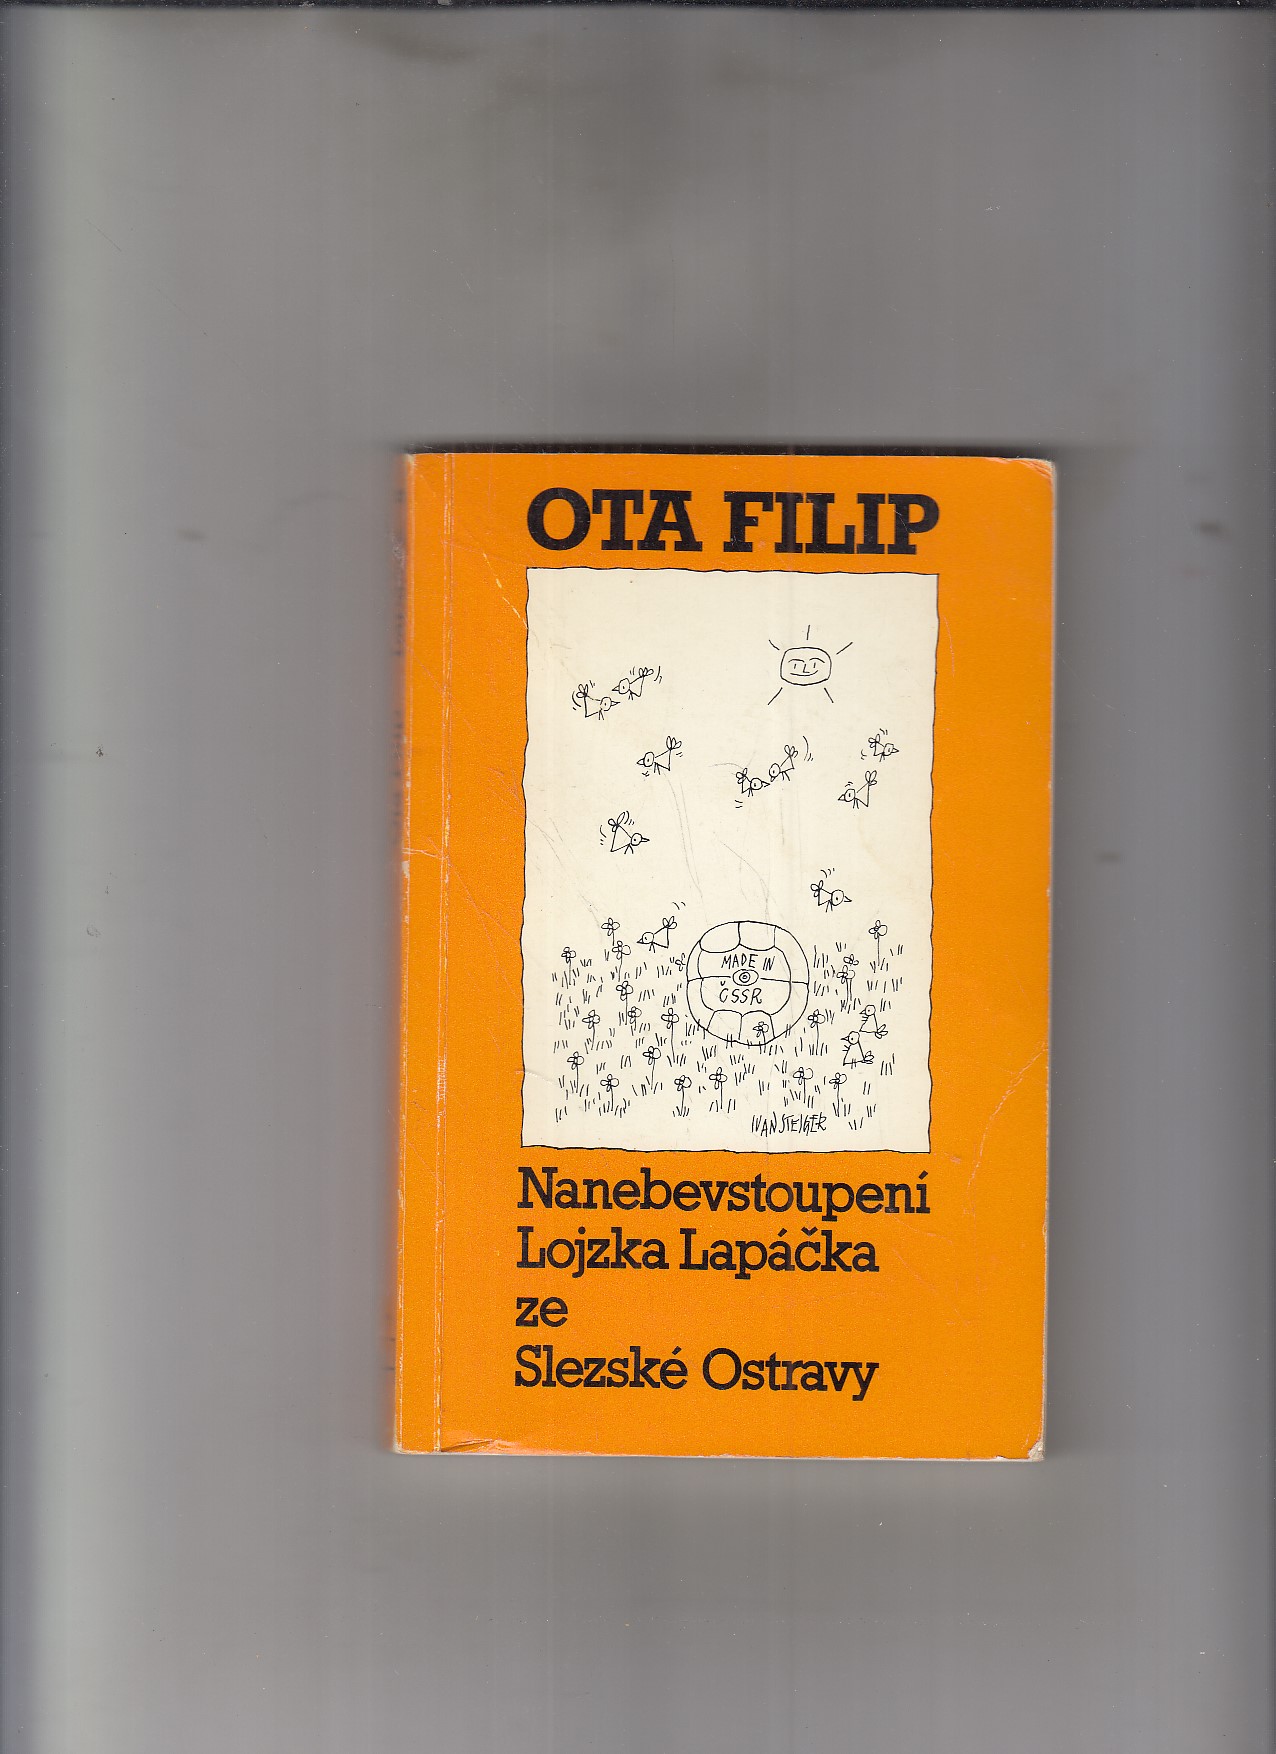 OTA FILIP
MADE IN
ČSSR
IVAN STEIGER
Nanebevstoupení
Lojzka Lapáčka
ze
Slezské Ostravy